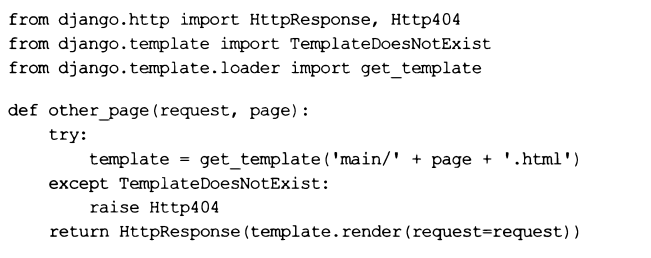 from django.http import HttpResponse, Http404
from django.template import TemplateDoesNotExist
from django.template.loader import get_template

def other_page(request, page):
    try:
        template = get_template('main/' + page + '.html')
    except TemplateDoesNotExist:
        raise Http404
    return HttpResponse(template.render(request=request))